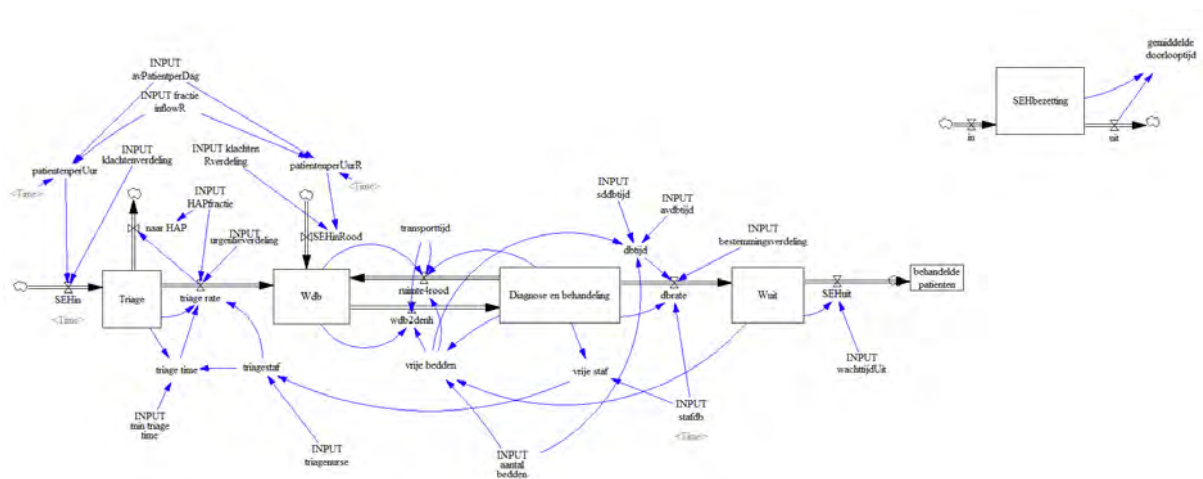 gemiddelde
doorlooptijd
INPUT
avPatientperDag
SEHbezetting
INPUT fractie
inflowR
in
uit
INPUT
klachtenverdeling
INPUT klachten
Rverdeling
patientenperUur
patientenperUurR
<Time>
<Time>
INPUT
sddbtijd
INPUT
avdbtijd
INPUT
HAPfractie
naar HAP
INPUT
urgentieverdeling
SEHinRood
transporttijd
INPUT
bestemmingsverdeling
dbtijd
behandelde
patienten
SEHin
Triage
triage rate
Wdb
ruimte4rood
Diagnose en behandeling
dbrate
Wuit
SEHuit
<Time>
wdb2denh
triage time
triagestaf
vrije bedden
vrije staf
INPUT
wachttijdUit
INPUT
min triage
time
INPUT
stafdb
<Time>
INPUT
triagenurse
INPUT
aantal
bedden